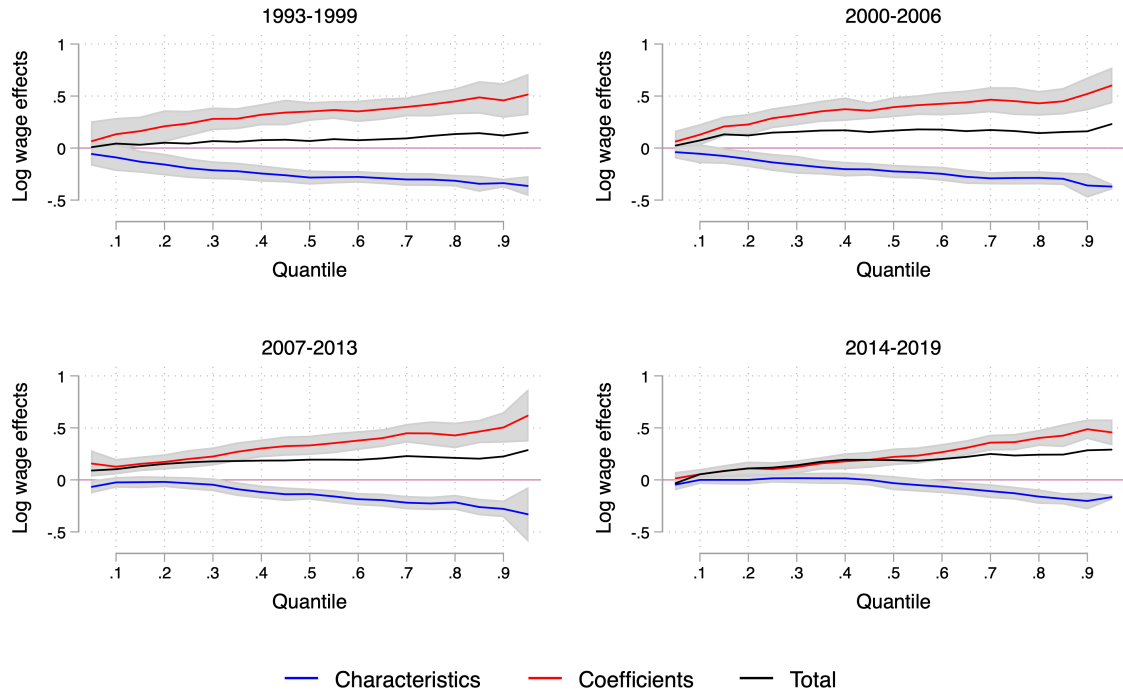 1993-1999
Log wage effects
1
.5
0
-.5
.1 .2 .3 .4 .5 .6 .7 .8 .9
Quantile
2000-2006
Log wage effects
1
.5
0
-.5
.1 .2 .3 .4 .5 .6 .7 .8 .9
Quantile
2007-2013
Log wage effects
1
.5
0
-.5
.1 .2 .3 .4 .5 .6 .7 .8 .9
Quantile
2014-2019
Log wage effects
1
.5
0
-.5
.1 .2 .3 .4 .5 .6 .7 .8 .9
Quantile
Characteristics Coefficients Total